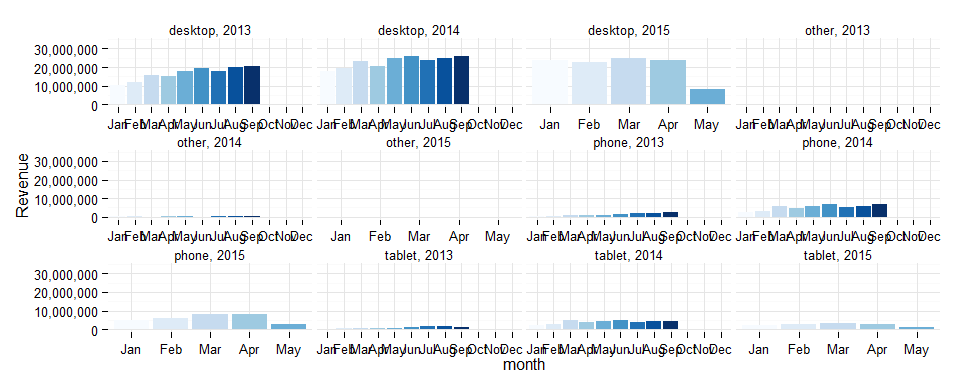 desktop, 2013 desktop, 2014 desktop, 2015 other, 2013
30,000,000
20,000,000
10,000,000
0
Jan Feb Mar Apr May Jun Jul Aug Sep Oct Nov Dec Jan Feb Mar Apr May Jun Jul Aug Sep Oct Nov Dec Jan Feb Mar Apr May Jan Feb Mar Apr May Jun Jul Aug Sep Oct Nov Dec
other, 2014 other, 2015 phone, 2013 phone, 2014
Revenue
30,000,000
20,000,000
10,000,000
0
Jan Feb Mar Apr May Jun Jul Aug Sep Oct Nov Dec Jan Feb Mar Apr May Jan Feb Mar Apr May Jun Jul Aug Sep Oct Nov Dec Jan Feb Mar Apr May Jun Jul Aug Sep Oct Nov Dec
phone, 2015 tablet, 2013 tablet, 2014 tablet, 2015
30,000,000
20,000,000
10,000,000
0
Jan Feb Mar Apr May Jan Feb Mar Apr May Jun Jul Aug Sep Oct Nov Dec Jan Feb Mar Apr May Jun Jul Aug Sep Oct Nov Dec Jan Feb Mar Apr May
month